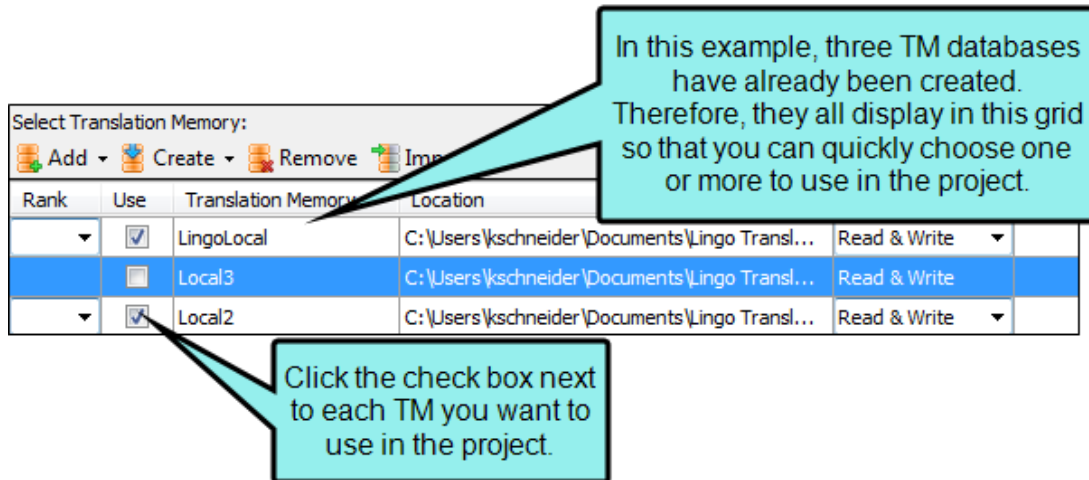 In this example, three TM databases
have already been created.
Therefore, they all display in this grid
so that you can quickly choose one
or more to use in the project.
Select Translation Memory:
Add Create Remove
Rank Use Translation Memory Location
LingoLocal C:\Users\kschneider\Documents\Lingo Transl... Read & Write
Local3 C:\Users\kschneider\Documents\Lingo Transl... Read & Write
Local2 C:\Users\kschneider\Documents\Lingo Transl... Read & Write
Click the check box next
to each TM you want to
use in the project.